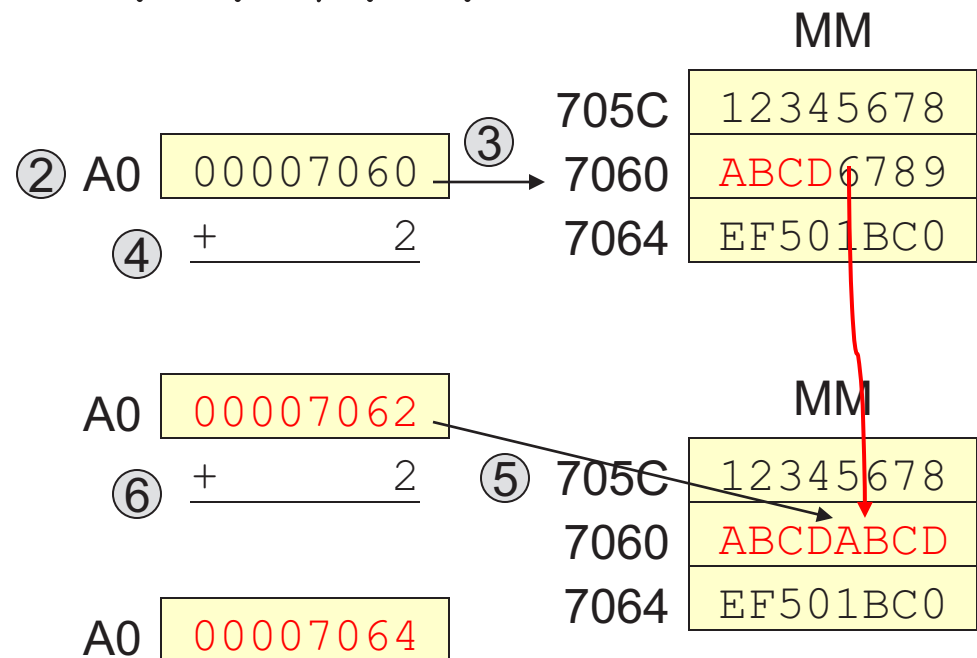 MM
705C 12345678
② A0 00007060 ③ 7060 ABCD6789
④ + 2 7064 EF501BC0
MM
A0 00007062
⑥ + 2 ⑤ 705C 12345678
7060 ABCDABCD
7064 EF501BC0
A0 00007064